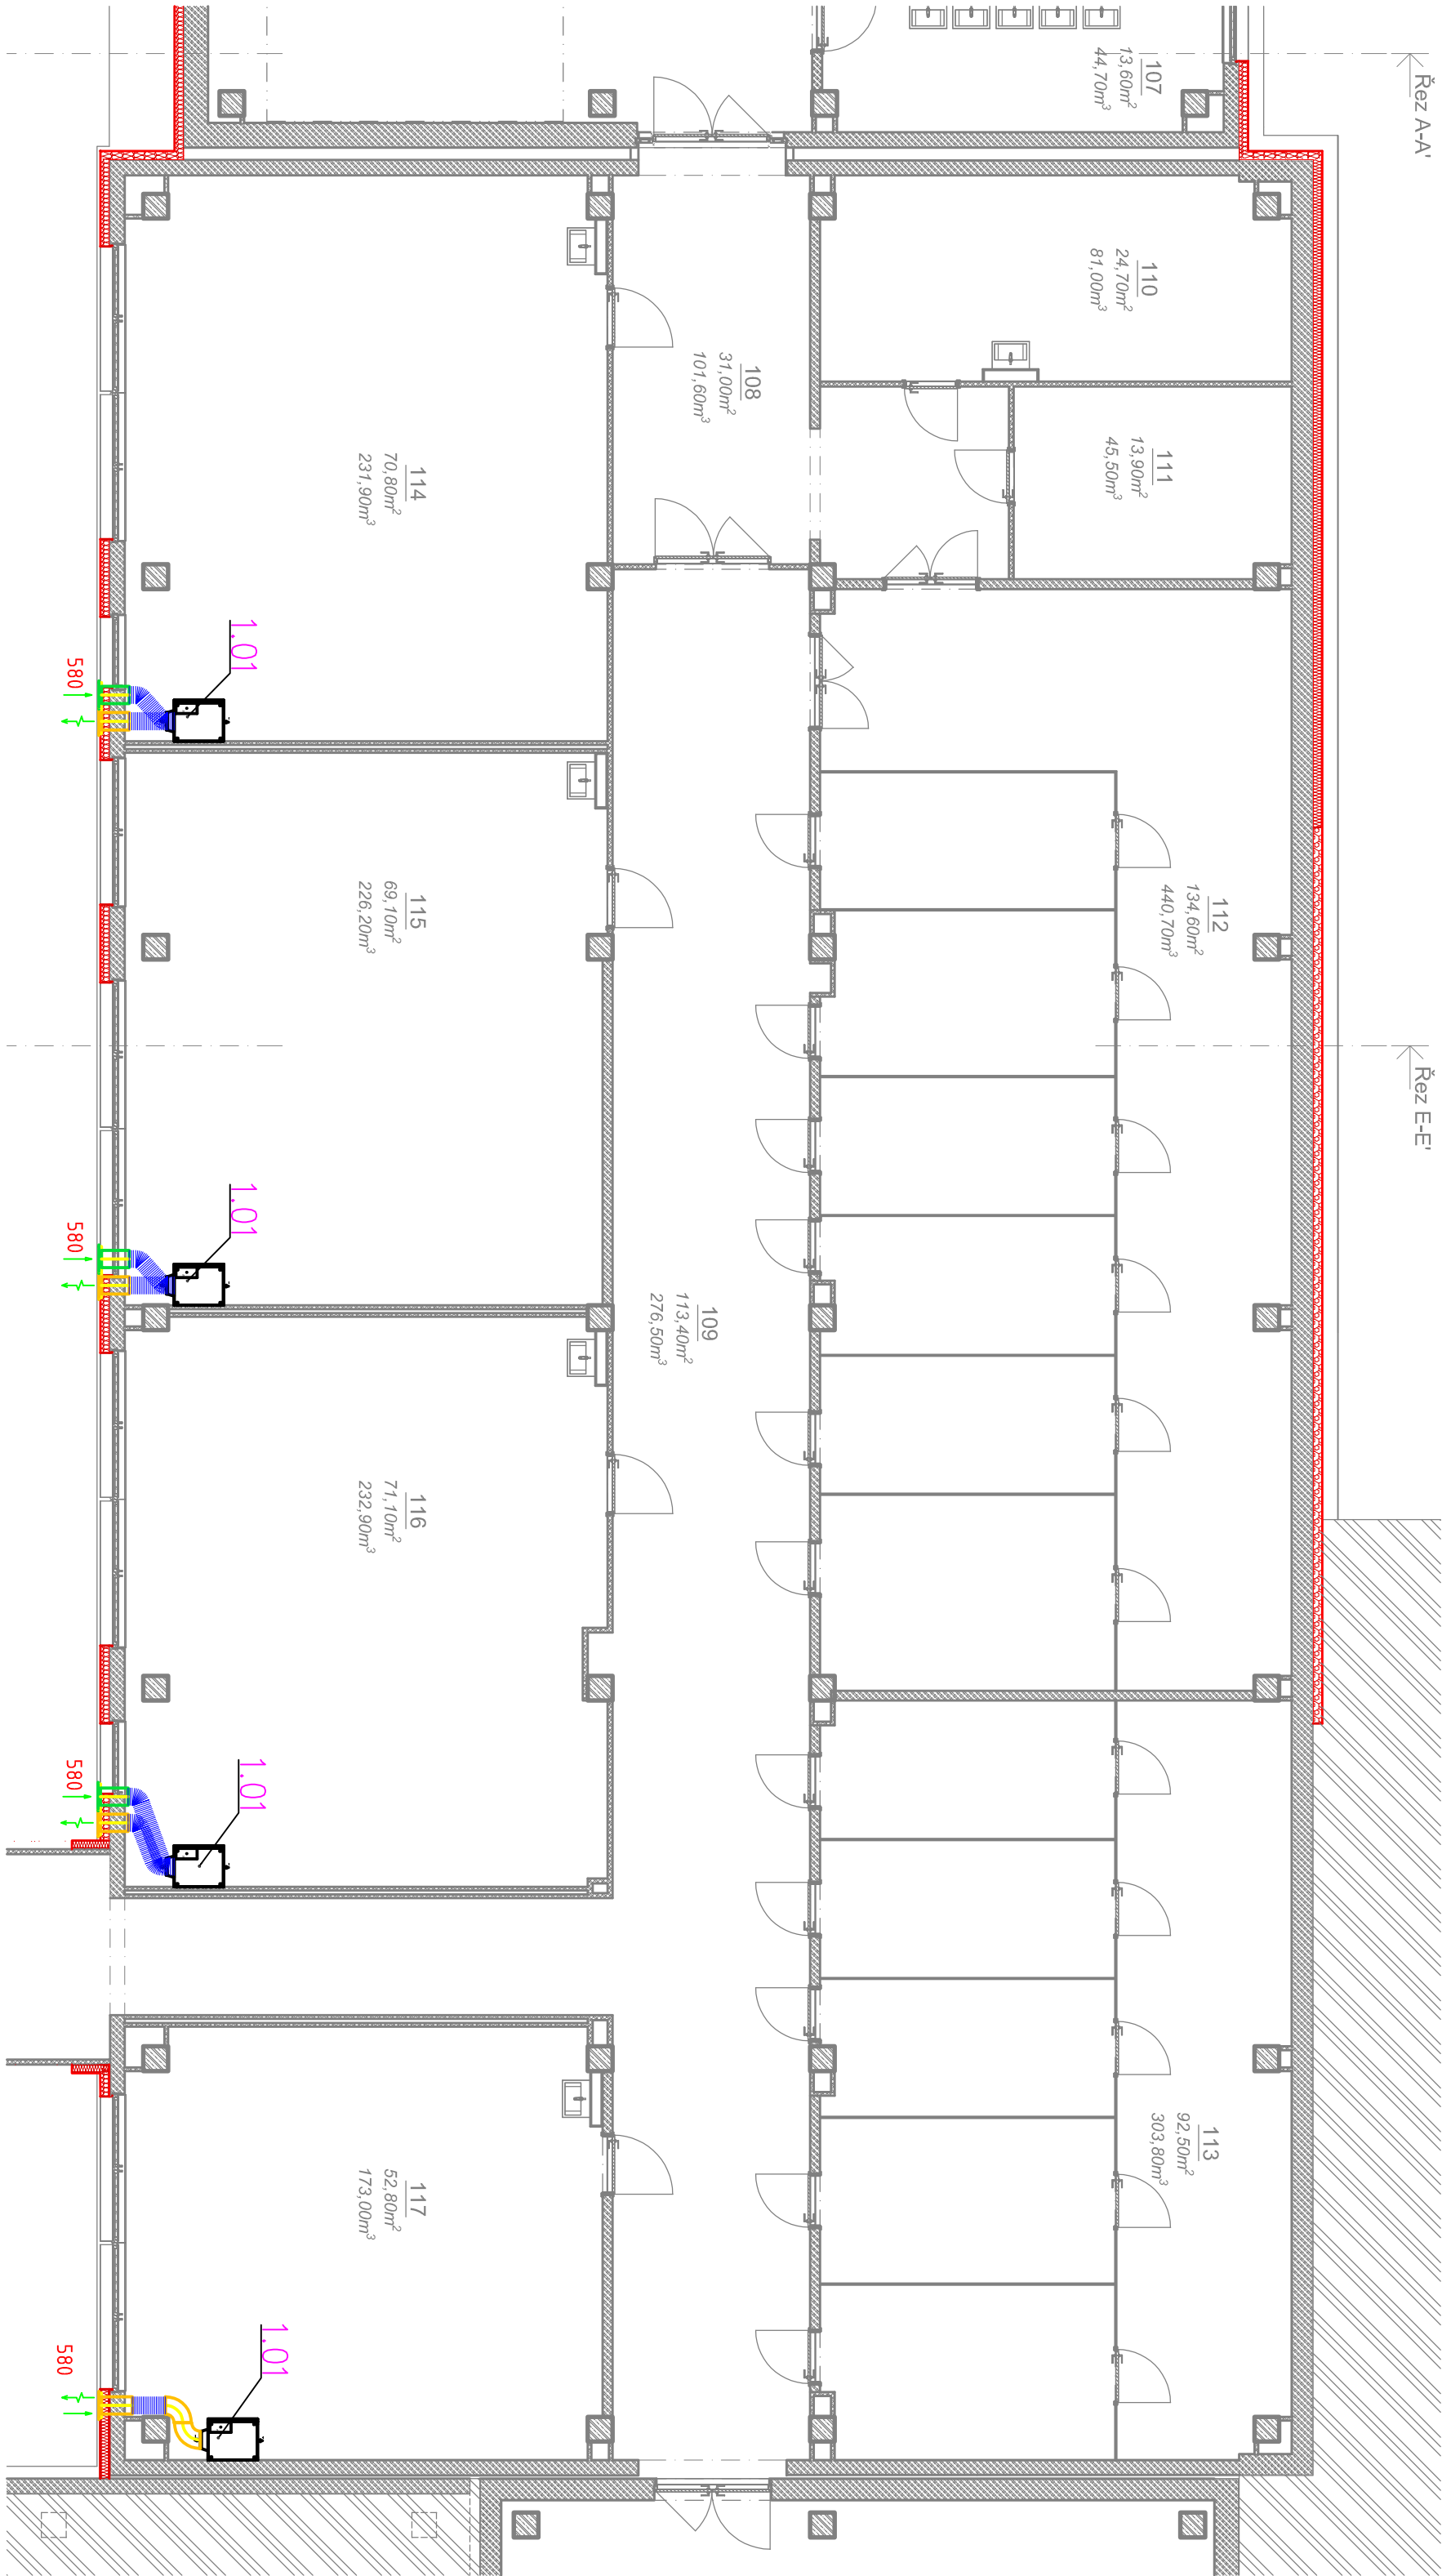 Řez A-A'
107
13,60m²
44,70m³
110
24,70m²
81,00m³
108
31,00m²
101,60m³
111
13,90m²
45,50m³
114
70,80m²
231,90m³
1.01
580
112
134,60m²
440,70m³
115
69,10m²
226,20m³
Řez E-E'
1.01
580
109
113,40m²
276,50m³
116
71,10m²
232,90m³
1.01
580
113
92,50m²
303,80m³
117
52,80m²
173,00m³
1.01
580